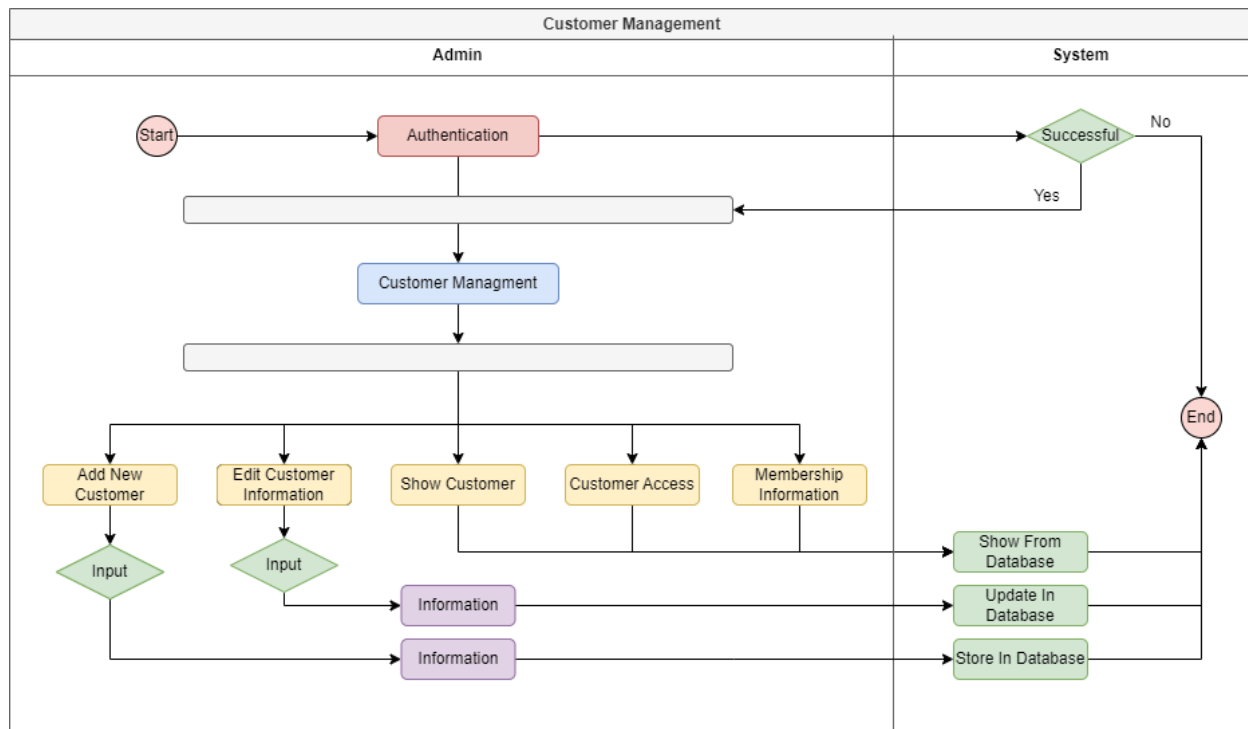 Customer Management
Admin
System
Start
Authentication
Successful
No
Yes
Customer Managment
End
Add New
Customer
Edit Customer
Information
Show Customer
Customer Access
Membership
Information
Input
Input
Show From
Database
Information
Update In
Database
Information
Store In Database